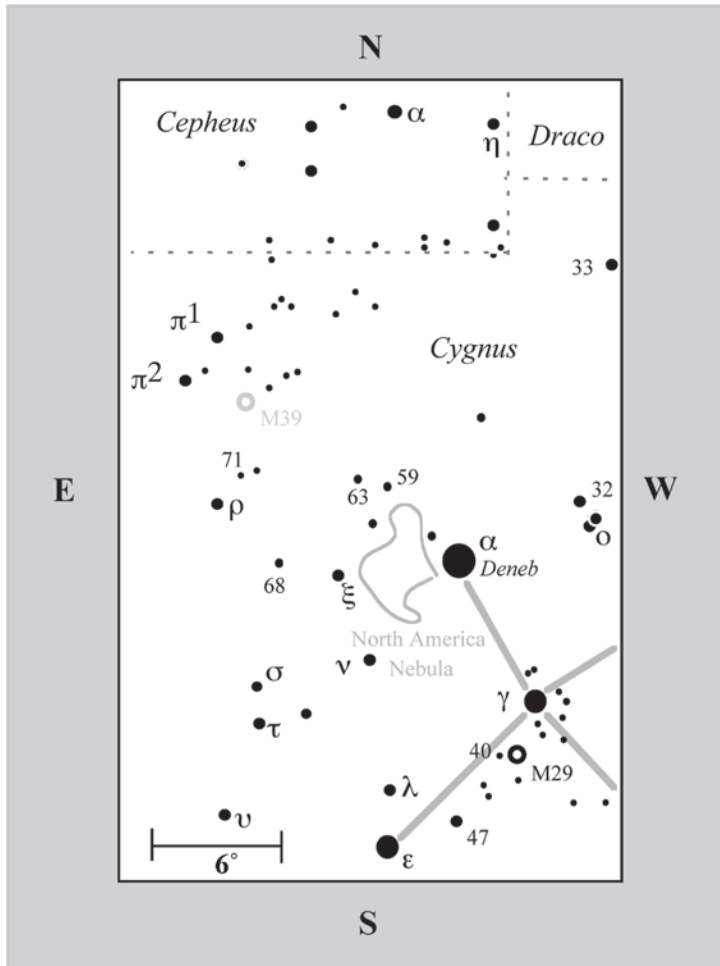 N
Cepheus
α
η
Draco
33
π1
Cygnus
π2
M39
71
63
59
32
E
W
ρ
ο
α
Deneb
68
ξ
North America
Nebula
ν
σ
γ
τ
40
M29
λ
υ
47
6°
ε
S